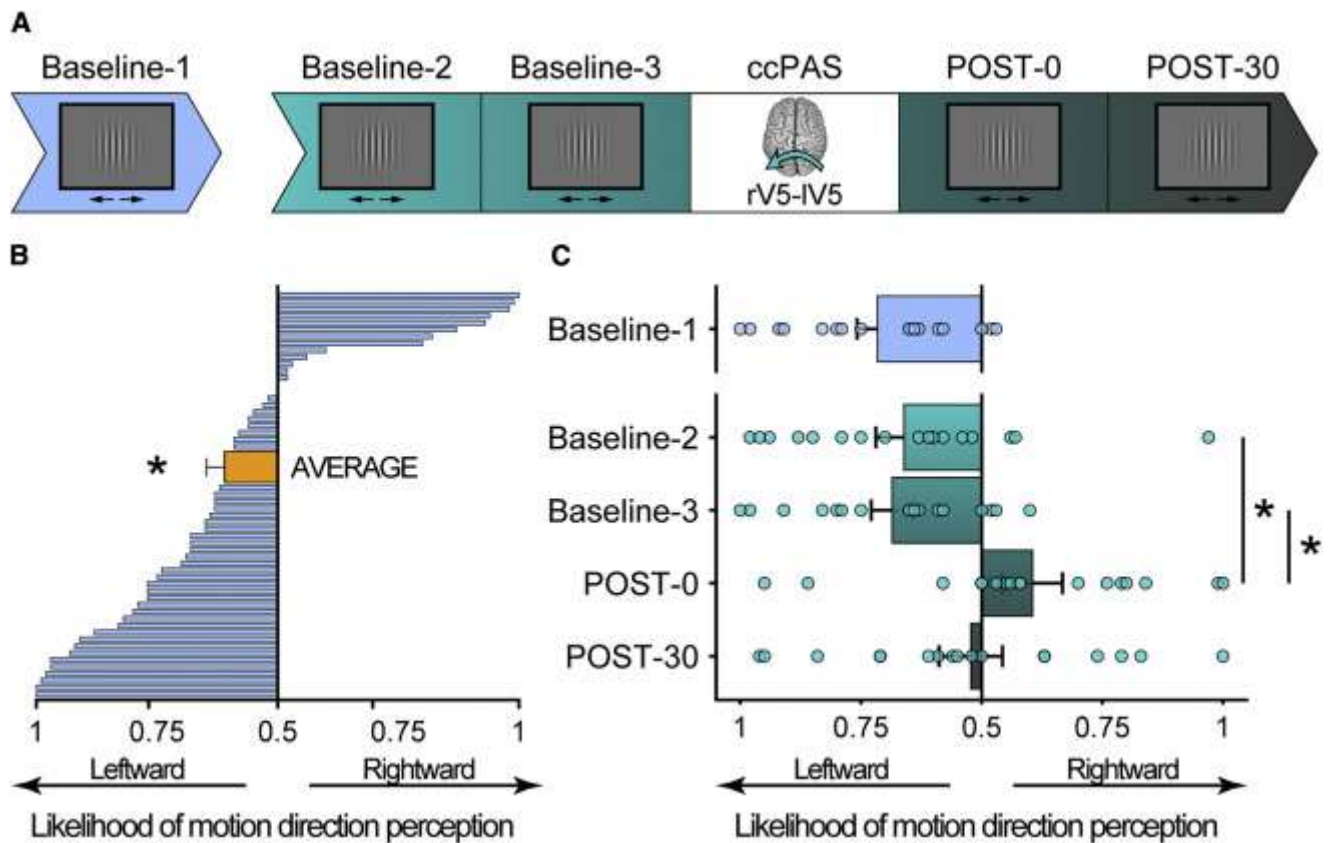 A
Baseline-1 Baseline-2 Baseline-3 ccPAS POST-0 POST-30
rV5-lV5
B
* AVERAGE
1 0.75 0.5 0.75 1
Leftward Rightward
Likelihood of motion direction perception
C
Baseline-1
Baseline-2
Baseline-3
POST-0
POST-30
*
*
1 0.75 0.5 0.75 1
Leftward Rightward
Likelihood of motion direction perception